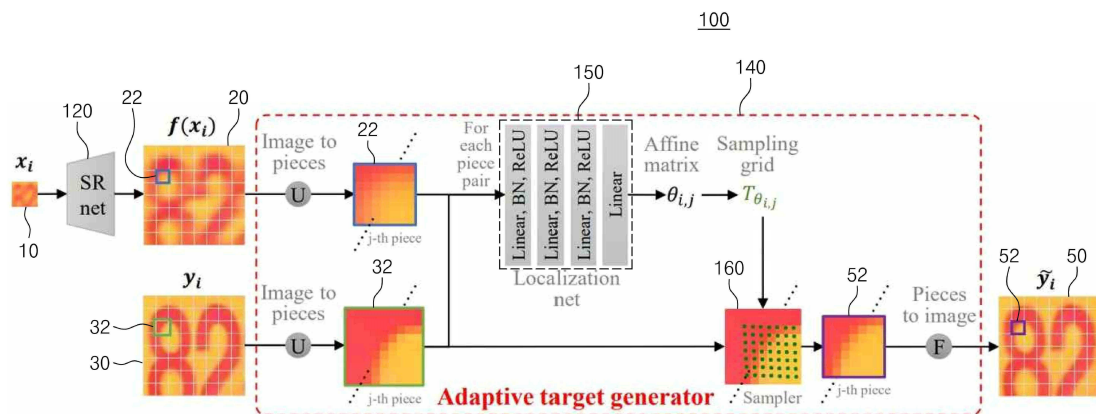 100
150
140
120
22
20
f(x_i)
x_i
SR
net
10
Image to
pieces
U
22
j-th piece
For
each
piece
pair
Linear, BN, ReLU
Linear, BN, ReLU
Linear, BN, ReLU
Linear
Localization
net
Affine
matrix
θ_{i,j}
Sampling
grid
T_{θ_{i,j}}
y_i
32
30
Image to
pieces
U
32
j-th piece
160
Sampler
52
j-th piece
Pieces
to image
F
52
ỹ_i
50
Adaptive target generator